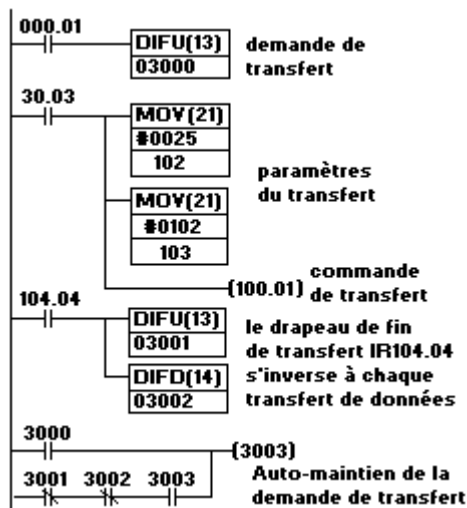 000.01
DIFU(13)
03000
demande de
transfert
30.03
MOV(21)
#0025
102
MOV(21)
#0102
103
paramètres
du transfert
(100.01)
commande
de transfert
104.04
DIFU(13)
03001
DIFD(14)
03002
le drapeau de fin
de transfert IR104.04
s'inverse à chaque
transfert de données
3000
(3003)
3001 3002 3003
Auto-maintien de la
demande de transfert